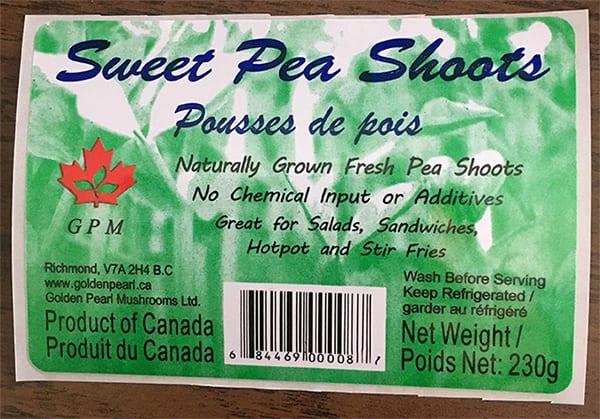 Sweet Pea Shoots
Pousses de pois
Naturally Grown Fresh Pea Shoots
No Chemical Input or Additives
Great for Salads, Sandwiches,
Hotpot and Stir Fries
GPM
Richmond, V7A 2H4 B.C
www.goldenpearl.ca
Golden Pearl Mushrooms Ltd.
Product of Canada
Produit du Canada
6 84469 00008 7
Wash Before Serving
Keep Refrigerated /
garder au réfrigéré
Net Weight /
Poids Net: 230g